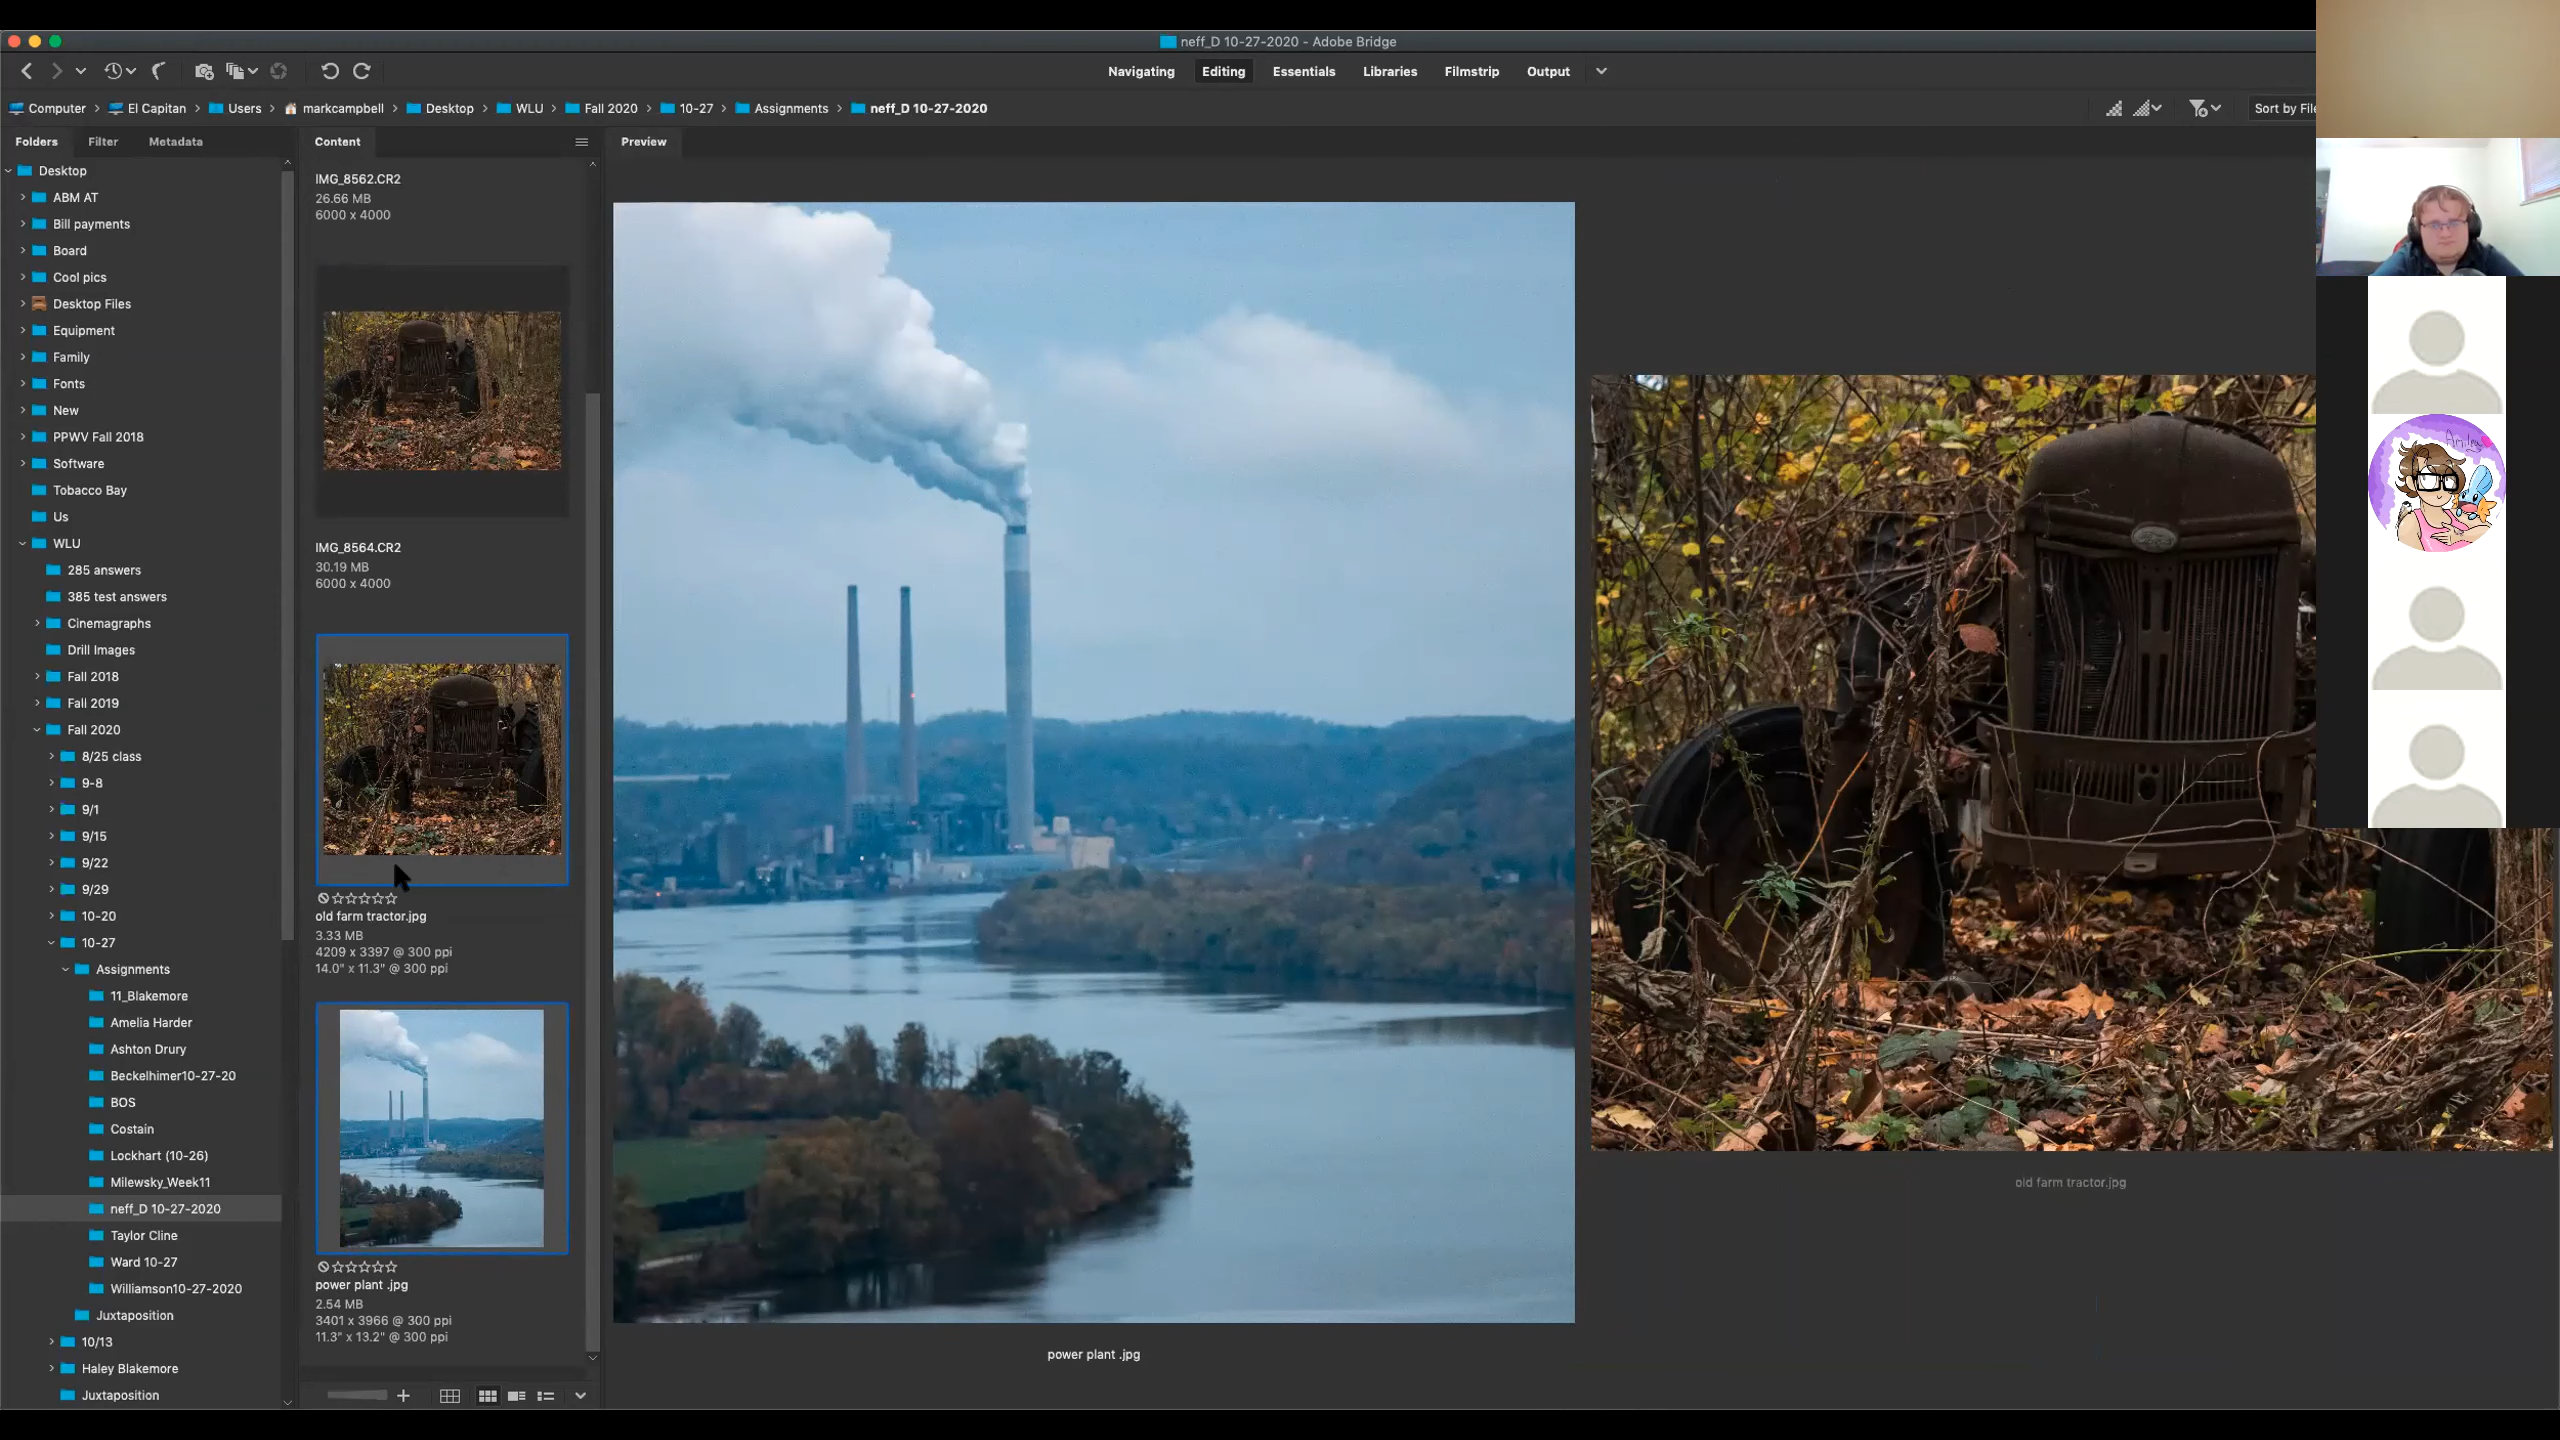 neff_D 10-27-2020 - Adobe Bridge
Navigating Editing Essentials Libraries Filmstrip Output
Computer El Capitan Users markcampbell Desktop WLU Fall 2020 10-27 Assignments neff_D 10-27-2020
Sort by File
Folders Filter Metadata
Desktop
ABM AT
Bill payments
Board
Cool pics
Desktop Files
Equipment
Family
Fonts
New
PPWV Fall 2018
Software
Tobacco Bay
Us
WLU
285 answers
385 test answers
Cinemagraphs
Drill Images
Fall 2018
Fall 2019
Fall 2020
8/25 class
9-8
9/1
9/15
9/22
9/29
10-20
10-27
Assignments
11_Blakemore
Amelia Harder
Ashton Drury
Beckelhimer10-27-20
BOS
Costain
Lockhart (10-26)
Milewsky_Week11
neff_D 10-27-2020
Taylor Cline
Ward 10-27
Williamson10-27-2020
Juxtaposition
10/13
Haley Blakemore
Juxtaposition
Content
IMG_8562.CR2
26.66 MB
6000 x 4000
IMG_8564.CR2
30.19 MB
6000 x 4000
old farm tractor.jpg
3.33 MB
4209 x 3397 @ 300 ppi
14.0" x 11.3" @ 300 ppi
power plant .jpg
2.54 MB
3401 x 3966 @ 300 ppi
11.3" x 13.2" @ 300 ppi
Preview
power plant .jpg
old farm tractor.jpg